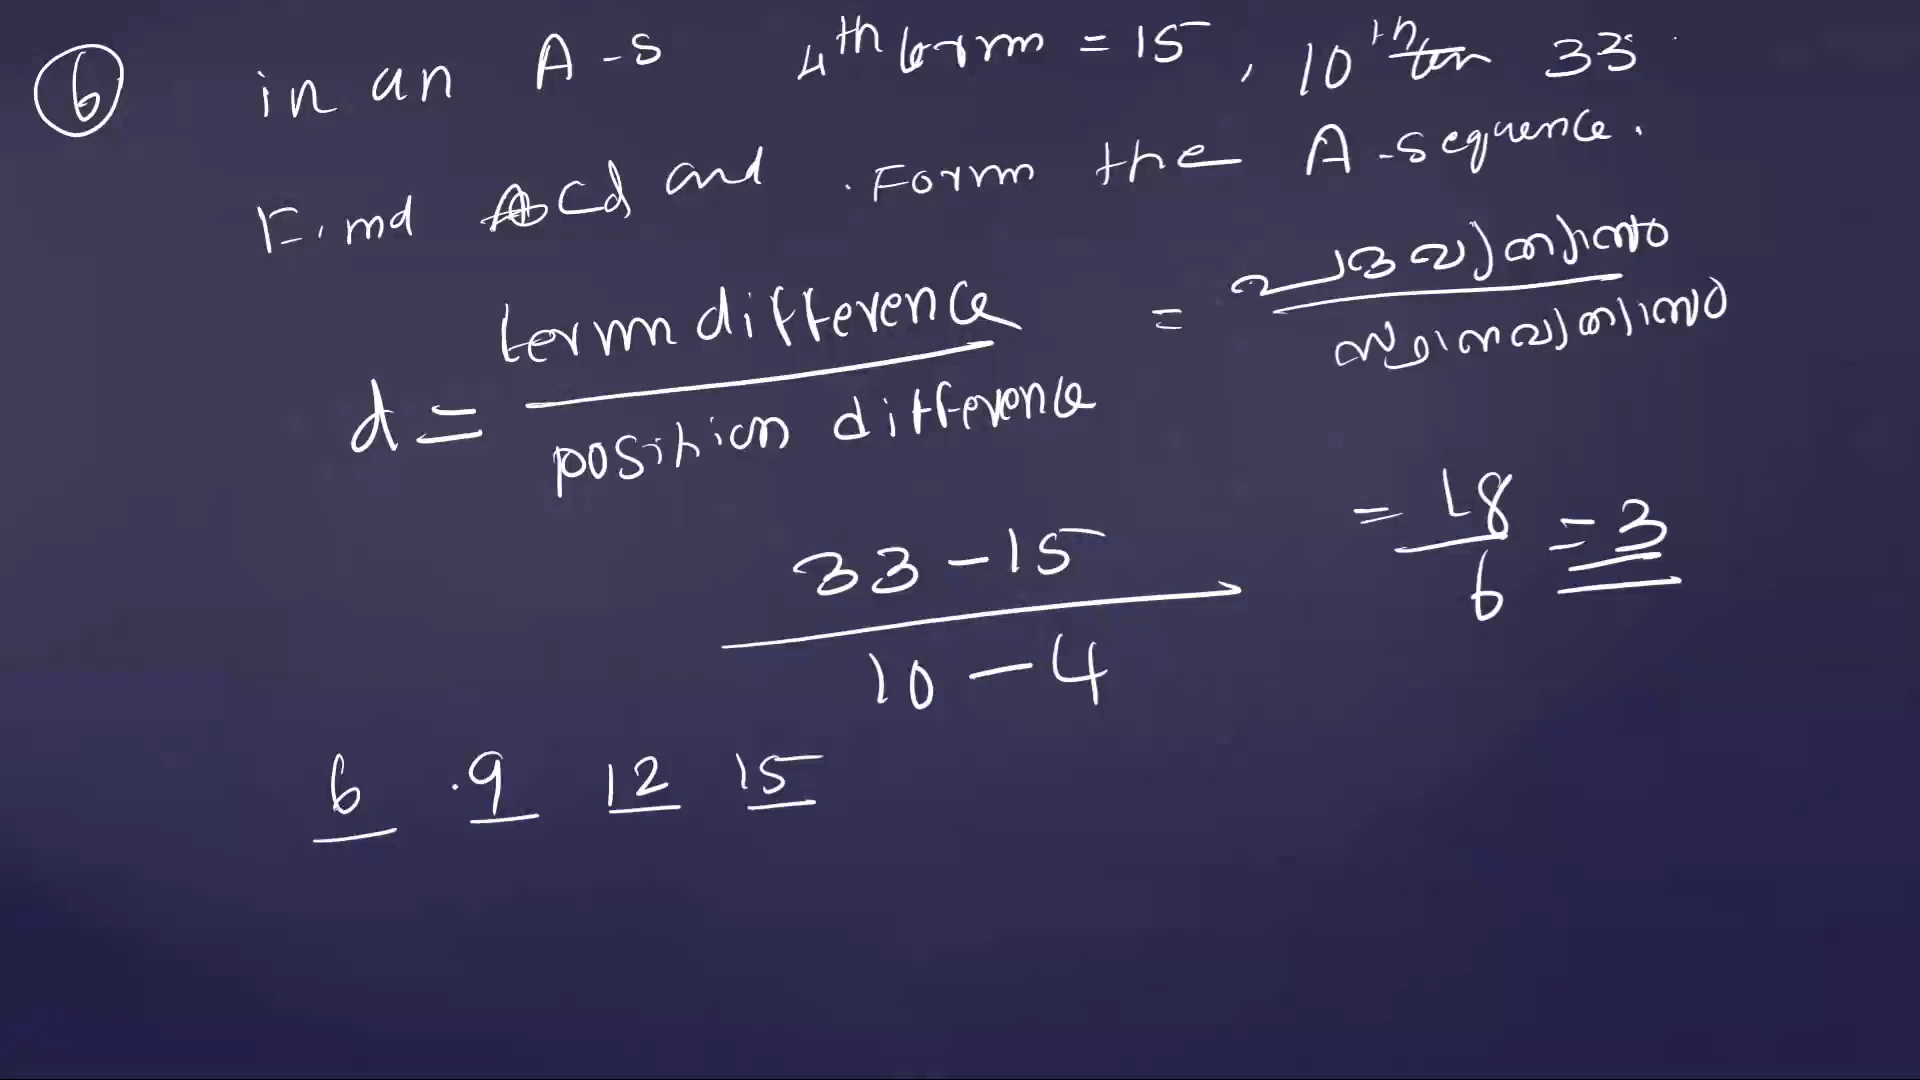 6 in an A-S 4th term = 15, 10th ten 33.
Find Cd and Form the A-sequence.
d = term difference / position difference = പദവ്യത്യാസം / സ്ഥാനവ്യത്യാസം
33 - 15 / 10 - 4 = 18 / 6 = 3
6 9 12 15